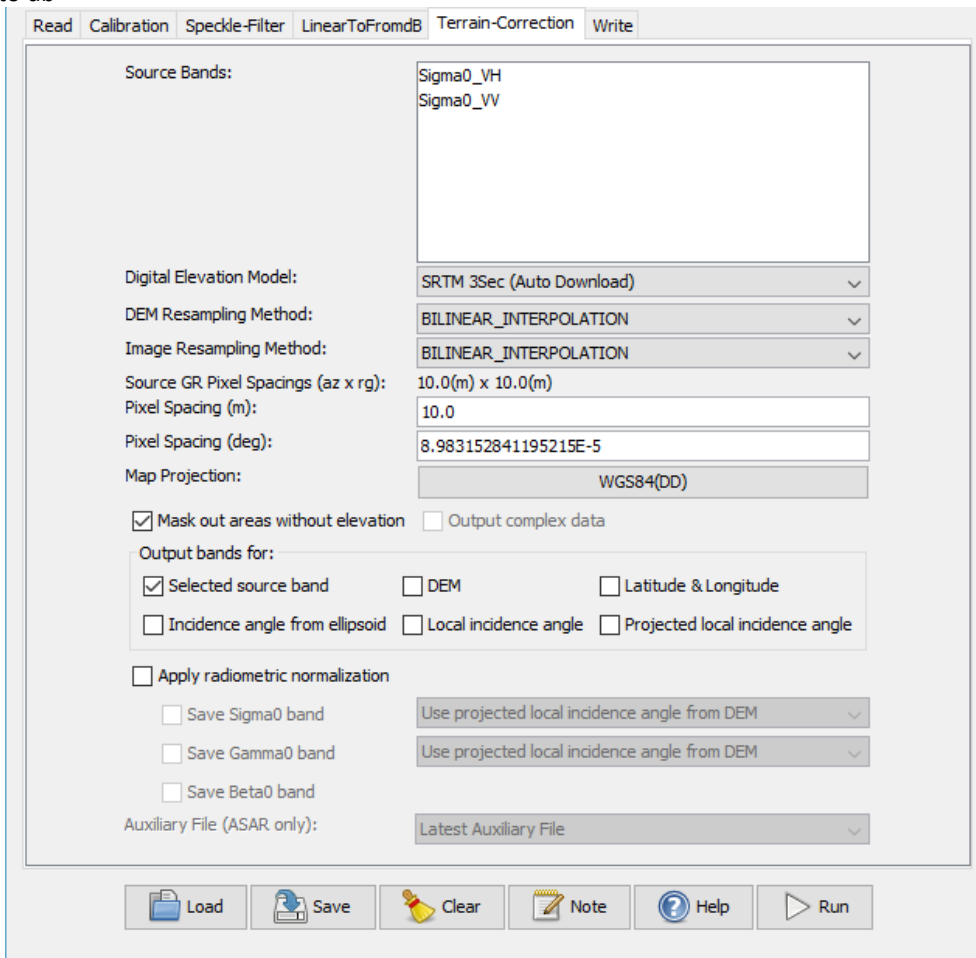 Read Calibration Speckle-Filter LinearToFromdB Terrain-Correction Write
Source Bands:
Sigma0_VH
Sigma0_VV
Digital Elevation Model: SRTM 3Sec (Auto Download)
DEM Resampling Method: BILINEAR_INTERPOLATION
Image Resampling Method: BILINEAR_INTERPOLATION
Source GR Pixel Spacings (az x rg): 10.0(m) x 10.0(m)
Pixel Spacing (m): 10.0
Pixel Spacing (deg): 8.983152841195215E-5
Map Projection: WGS84(DD)
Mask out areas without elevation Output complex data
Output bands for:
Selected source band DEM Latitude & Longitude
Incidence angle from ellipsoid Local incidence angle Projected local incidence angle
Apply radiometric normalization
Save Sigma0 band Use projected local incidence angle from DEM
Save Gamma0 band Use projected local incidence angle from DEM
Save Beta0 band
Auxiliary File (ASAR only): Latest Auxiliary File
Load Save Clear Note Help Run